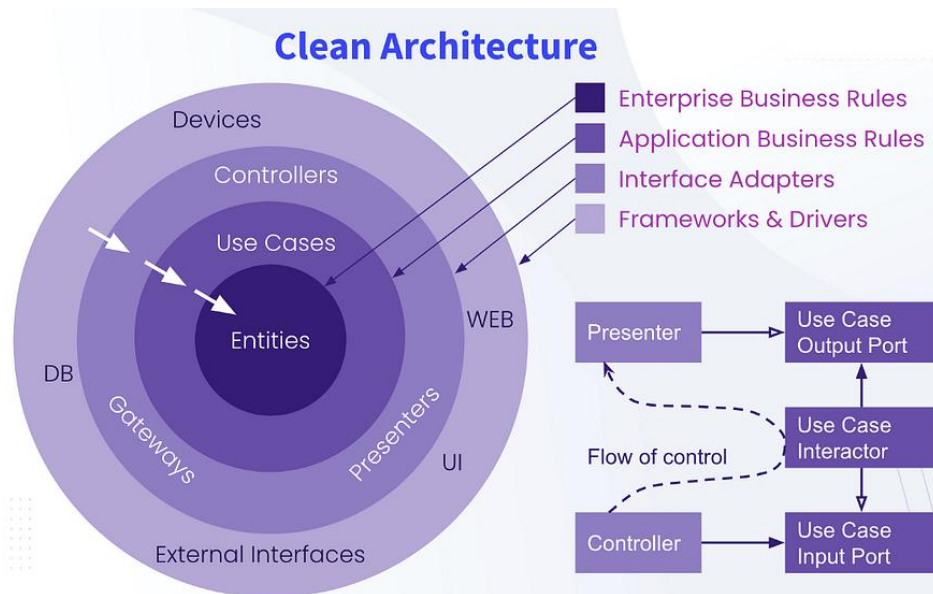 Clean Architecture
Devices
Controllers
Use Cases
Entities
WEB
DB
Gateways
Presenters
UI
External Interfaces
Enterprise Business Rules
Application Business Rules
Interface Adapters
Frameworks & Drivers
Presenter
Use Case
Output Port
Flow of control
Use Case
Interactor
Controller
Use Case
Input Port